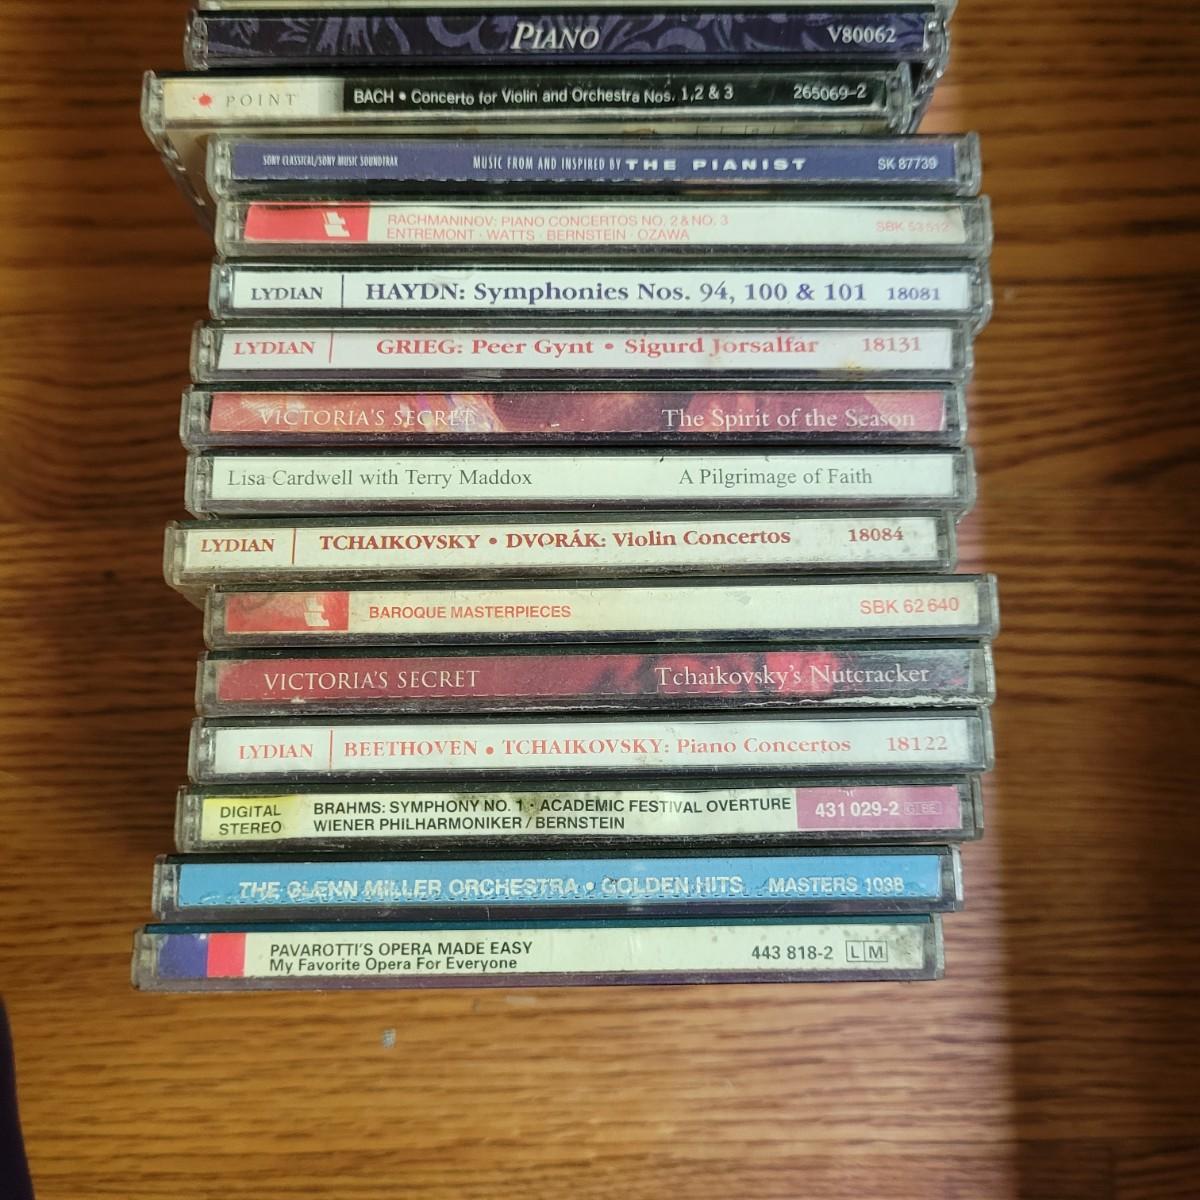 PIANO V80062
POINT BACH • Concerto for Violin and Orchestra Nos. 1,2 & 3 265069-2
SONY CLASSICAL/SONY MUSIC SOUNDTRAX MUSIC FROM AND INSPIRED BY THE PIANIST SK 87739
RACHMANINOV: PIANO CONCERTOS NO. 2 & NO. 3 SBK 53 512
ENTREMONT · WATTS · BERNSTEIN · OZAWA
LYDIAN HAYDN: Symphonies Nos. 94, 100 & 101 18081
LYDIAN GRIEG: Peer Gynt • Sigurd Jorsalfar 18131
VICTORIA'S SECRET The Spirit of the Season
Lisa Cardwell with Terry Maddox A Pilgrimage of Faith
LYDIAN TCHAIKOVSKY • DVORÁK: Violin Concertos 18084
BAROQUE MASTERPIECES SBK 62 640
VICTORIA'S SECRET Tchaikovsky's Nutcracker
LYDIAN BEETHOVEN • TCHAIKOVSKY: Piano Concertos 18122
DIGITAL STEREO
BRAHMS: SYMPHONY NO. 1 · ACADEMIC FESTIVAL OVERTURE
WIENER PHILHARMONIKER / BERNSTEIN
431 029-2 GBE
THE GLENN MILLER ORCHESTRA • GOLDEN HITS MASTERS 103B
PAVAROTTI'S OPERA MADE EASY
My Favorite Opera For Everyone
443 818-2 L M